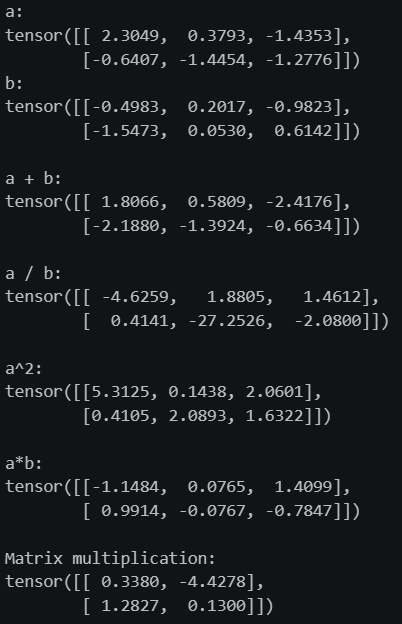 a:
tensor([[ 2.3049,  0.3793, -1.4353],
        [-0.6407, -1.4454, -1.2776]])
b:
tensor([[-0.4983,  0.2017, -0.9823],
        [-1.5473,  0.0530,  0.6142]])

a + b:
tensor([[ 1.8066,  0.5809, -2.4176],
        [-2.1880, -1.3924, -0.6634]])

a / b:
tensor([[ -4.6259,   1.8805,   1.4612],
        [  0.4141, -27.2526,  -2.0800]])

a^2:
tensor([[5.3125, 0.1438, 2.0601],
        [0.4105, 2.0893, 1.6322]])

a*b:
tensor([[-1.1484,  0.0765,  1.4099],
        [ 0.9914, -0.0767, -0.7847]])

Matrix multiplication:
tensor([[ 0.3380, -4.4278],
        [ 1.2827,  0.1300]])